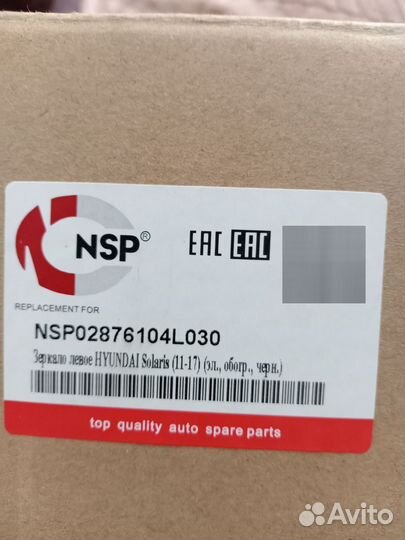 NSP®
EAC EAC
REPLACEMENT FOR
NSP02876104L030
Зеркало левое HYUNDAI Solaris (11-17) (эл., обогр., черн.)
top quality auto spare parts
Avito